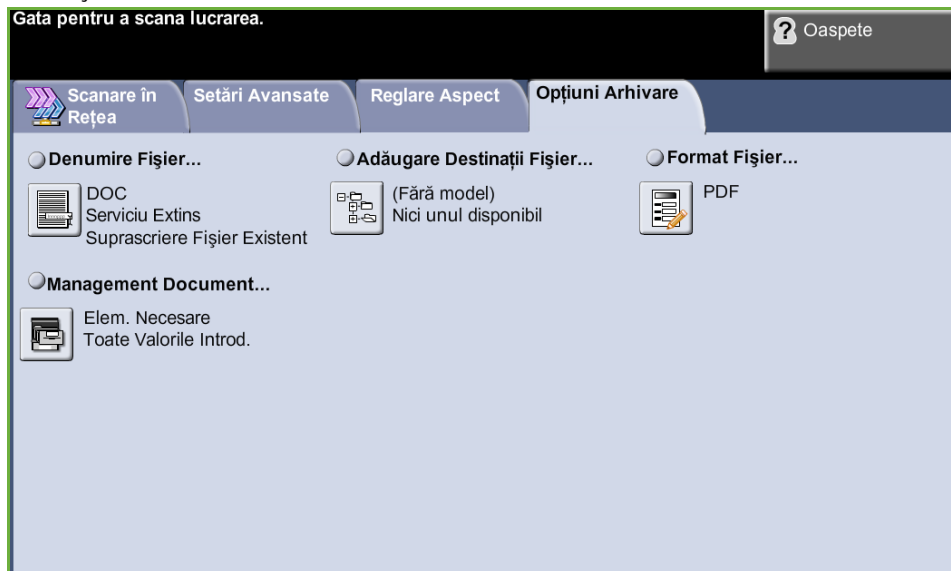 Gata pentru a scana lucrarea.
Oaspete
Scanare în
Rețea
Setări Avansate
Reglare Aspect
Opțiuni Arhivare
Denumire Fișier...
DOC
Serviciu Extins
Suprascriere Fișier Existent
Adăugare Destinații Fișier...
(Fără model)
Nici unul disponibil
Format Fișier...
PDF
Management Document...
Elem. Necesare
Toate Valorile Introd.